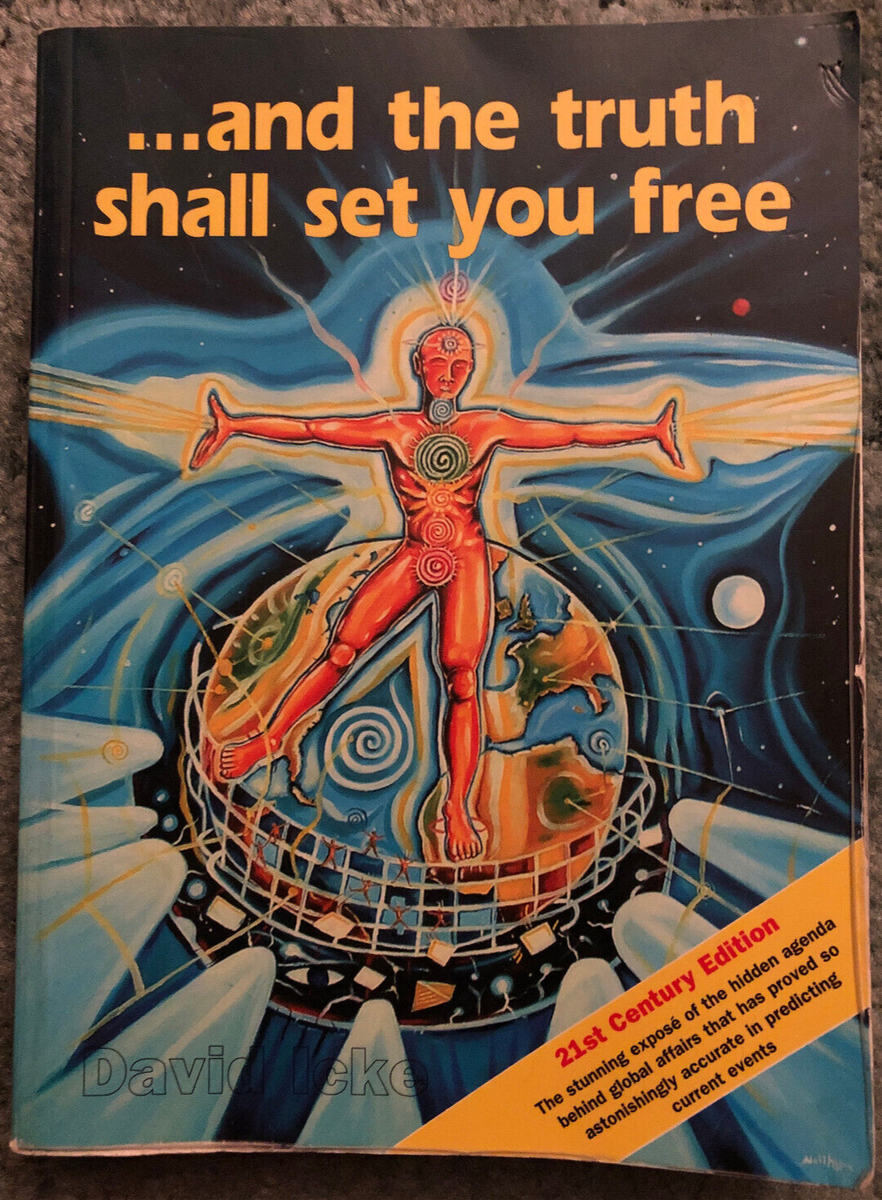 ...and the truth
shall set you free
21st Century Edition
The stunning exposé of the hidden agenda
behind global affairs that has proved so
astonishingly accurate in predicting
current events
David Icke